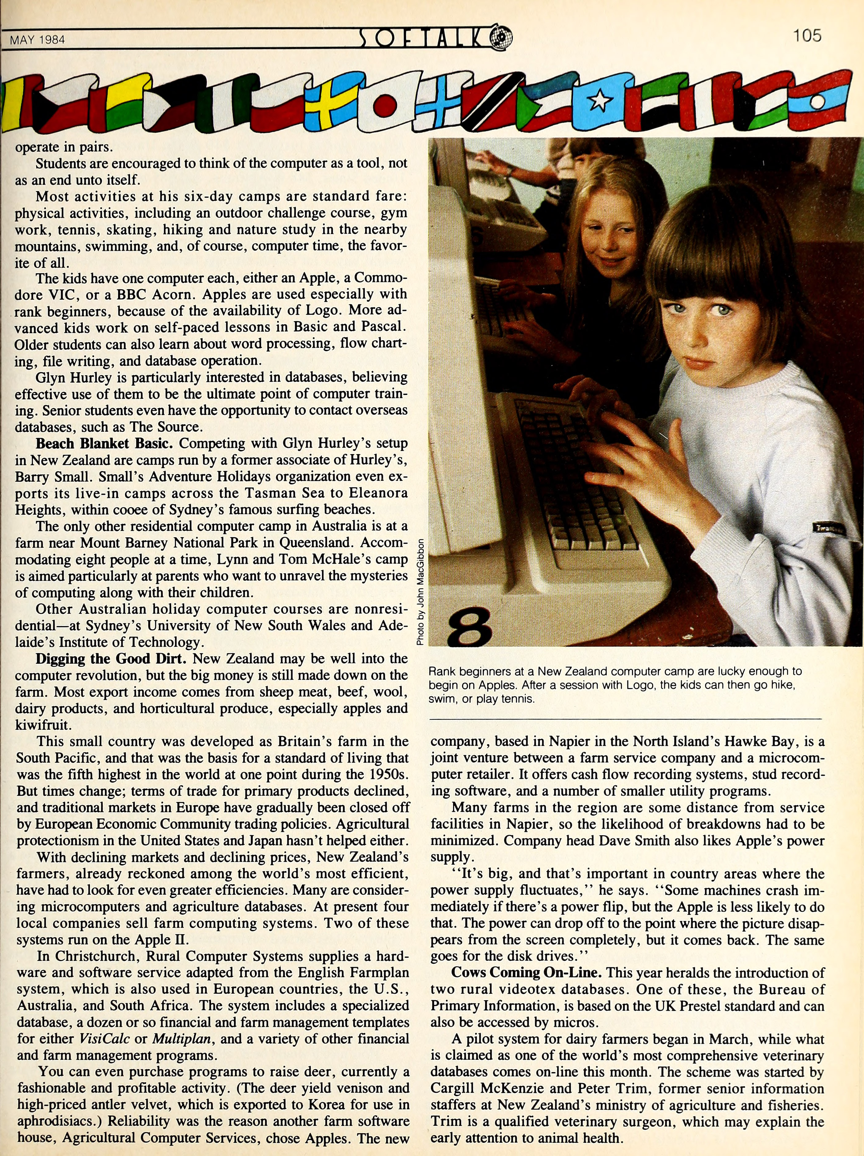 MAY 1984
SOFTALK
105
operate in pairs.
Students are encouraged to think of the computer as a tool, not
as an end unto itself.
Most activities at his six-day camps are standard fare:
physical activities, including an outdoor challenge course, gym
work, tennis, skating, hiking and nature study in the nearby
mountains, swimming, and, of course, computer time, the favor-
ite of all.
The kids have one computer each, either an Apple, a Commo-
dore VIC, or a BBC Acorn. Apples are used especially with
rank beginners, because of the availability of Logo. More ad-
vanced kids work on self-paced lessons in Basic and Pascal.
Older students can also learn about word processing, flow chart-
ing, file writing, and database operation.
Glyn Hurley is particularly interested in databases, believing
effective use of them to be the ultimate point of computer train-
ing. Senior students even have the opportunity to contact overseas
databases, such as The Source.
Beach Blanket Basic. Competing with Glyn Hurley's setup
in New Zealand are camps run by a former associate of Hurley's,
Barry Small. Small's Adventure Holidays organization even ex-
ports its live-in camps across the Tasman Sea to Eleanora
Heights, within cooee of Sydney's famous surfing beaches.
The only other residential computer camp in Australia is at a
farm near Mount Barney National Park in Queensland. Accom-
modating eight people at a time, Lynn and Tom McHale's camp
is aimed particularly at parents who want to unravel the mysteries
of computing along with their children.
Other Australian holiday computer courses are nonresi-
dential—at Sydney's University of New South Wales and Ade-
laide's Institute of Technology.
Digging the Good Dirt. New Zealand may be well into the
computer revolution, but the big money is still made down on the
farm. Most export income comes from sheep meat, beef, wool,
dairy products, and horticultural produce, especially apples and
kiwifruit.
This small country was developed as Britain's farm in the
South Pacific, and that was the basis for a standard of living that
was the fifth highest in the world at one point during the 1950s.
But times change; terms of trade for primary products declined,
and traditional markets in Europe have gradually been closed off
by European Economic Community trading policies. Agricultural
protectionism in the United States and Japan hasn't helped either.
With declining markets and declining prices, New Zealand's
farmers, already reckoned among the world's most efficient,
have had to look for even greater efficiencies. Many are consider-
ing microcomputers and agriculture databases. At present four
local companies sell farm computing systems. Two of these
systems run on the Apple II.
In Christchurch, Rural Computer Systems supplies a hard-
ware and software service adapted from the English Farmplan
system, which is also used in European countries, the U.S.,
Australia, and South Africa. The system includes a specialized
database, a dozen or so financial and farm management templates
for either VisiCalc or Multiplan, and a variety of other financial
and farm management programs.
You can even purchase programs to raise deer, currently a
fashionable and profitable activity. (The deer yield venison and
high-priced antler velvet, which is exported to Korea for use in
aphrodisiacs.) Reliability was the reason another farm software
house, Agricultural Computer Services, chose Apples. The new
Photo by John MacGibbon
8
Rank beginners at a New Zealand computer camp are lucky enough to
begin on Apples. After a session with Logo, the kids can then go hike,
swim, or play tennis.
company, based in Napier in the North Island's Hawke Bay, is a
joint venture between a farm service company and a microcom-
puter retailer. It offers cash flow recording systems, stud record-
ing software, and a number of smaller utility programs.
Many farms in the region are some distance from service
facilities in Napier, so the likelihood of breakdowns had to be
minimized. Company head Dave Smith also likes Apple's power
supply.
"It's big, and that's important in country areas where the
power supply fluctuates," he says. "Some machines crash im-
mediately if there's a power flip, but the Apple is less likely to do
that. The power can drop off to the point where the picture disap-
pears from the screen completely, but it comes back. The same
goes for the disk drives."
Cows Coming On-Line. This year heralds the introduction of
two rural videotex databases. One of these, the Bureau of
Primary Information, is based on the UK Prestel standard and can
also be accessed by micros.
A pilot system for dairy farmers began in March, while what
is claimed as one of the world's most comprehensive veterinary
databases comes on-line this month. The scheme was started by
Cargill McKenzie and Peter Trim, former senior information
staffers at New Zealand's ministry of agriculture and fisheries.
Trim is a qualified veterinary surgeon, which may explain the
early attention to animal health.